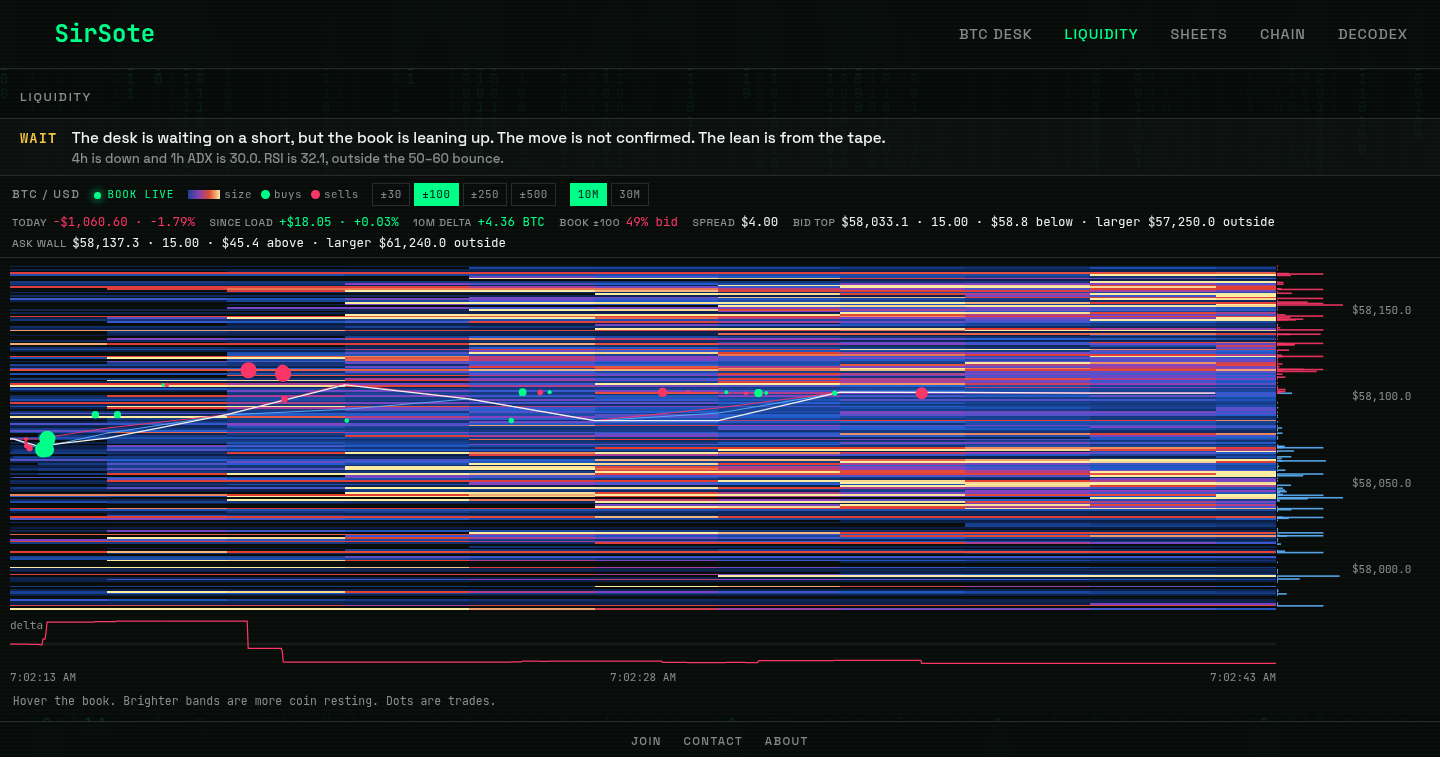 SirSote
BTC DESK LIQUIDITY SHEETS CHAIN DECODEX
LIQUIDITY
WAIT The desk is waiting on a short, but the book is leaning up. The move is not confirmed. The lean is from the tape.
4h is down and 1h ADX is 30.0. RSI is 32.1, outside the 50–60 bounce.
BTC / USD BOOK LIVE size buys sells ±30 ±100 ±250 ±500 10M 30M
TODAY -$1,060.60 · -1.79% SINCE LOAD +$18.05 · +0.03% 10M DELTA +4.36 BTC BOOK ±100 49% bid SPREAD $4.00 BID TOP $58,033.1 · 15.00 · $58.8 below · larger $57,250.0 outside
ASK WALL $58,137.3 · 15.00 · $45.4 above · larger $61,240.0 outside
$58,150.0
$58,100.0
$58,050.0
$58,000.0
delta
7:02:13 AM 7:02:28 AM 7:02:43 AM
Hover the book. Brighter bands are more coin resting. Dots are trades.
JOIN CONTACT ABOUT